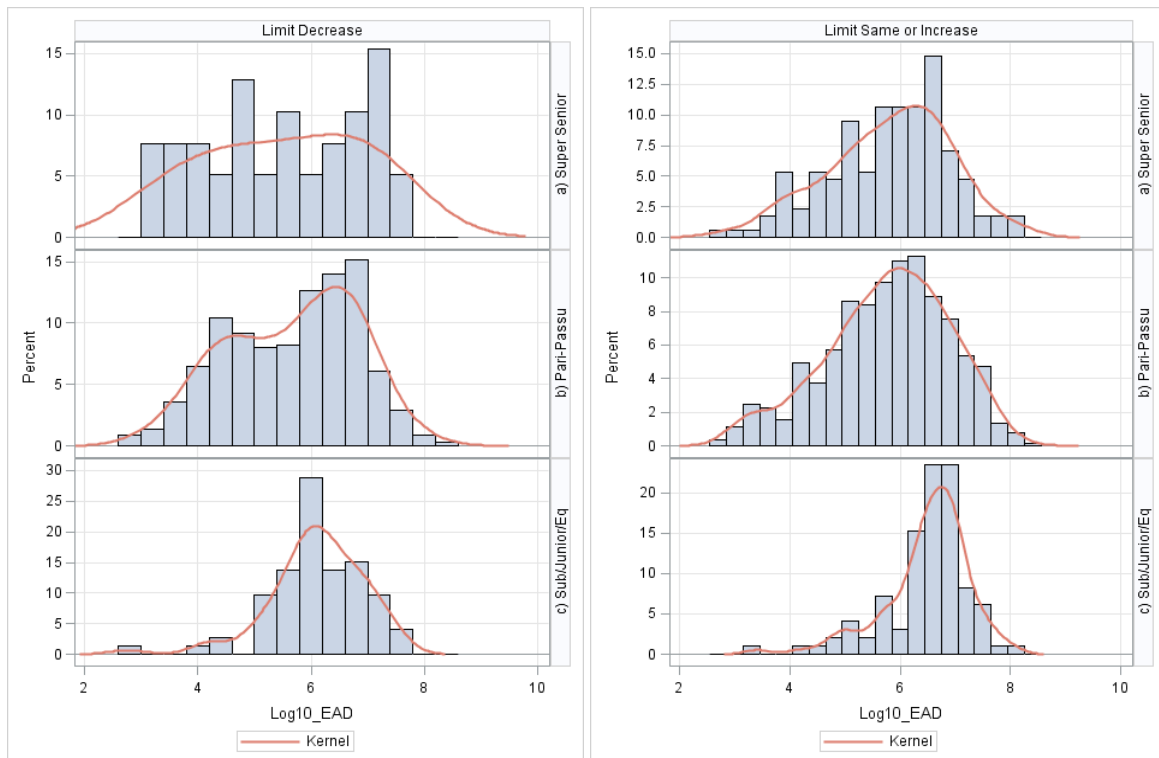 Limit Decrease
15
10
5
0
a) Super Senior
15
10
5
0
Percent
b) Pari-Passu
30
25
20
15
10
5
0
c) Sub/Junior/Eq
2 4 6 8 10
Log10_EAD
Kernel
Limit Same or Increase
15.0
12.5
10.0
7.5
5.0
2.5
0.0
a) Super Senior
10
8
6
4
2
0
Percent
b) Pari-Passu
20
15
10
5
0
c) Sub/Junior/Eq
2 4 6 8 10
Log10_EAD
Kernel